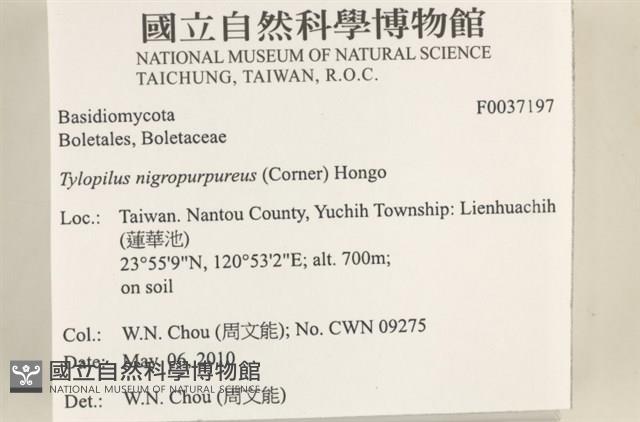 國立自然科學博物館
NATIONAL MUSEUM OF NATURAL SCIENCE
TAICHUNG, TAIWAN, R.O.C.
Basidiomycota F0037197
Boletales, Boletaceae
Tylopilus nigropurpureus (Corner) Hongo
Loc.: Taiwan. Nantou County, Yuchih Township: Lienhuachih
(蓮華池)
23°55'9"N, 120°53'2"E; alt. 700m;
on soil
Col.: W.N. Chou (周文能); No. CWN 09275
Date: May, 06, 2010
國立自然科學博物館
NATIONAL MUSEUM OF NATURAL SCIENCE
Det.: W.N. Chou (周文能)